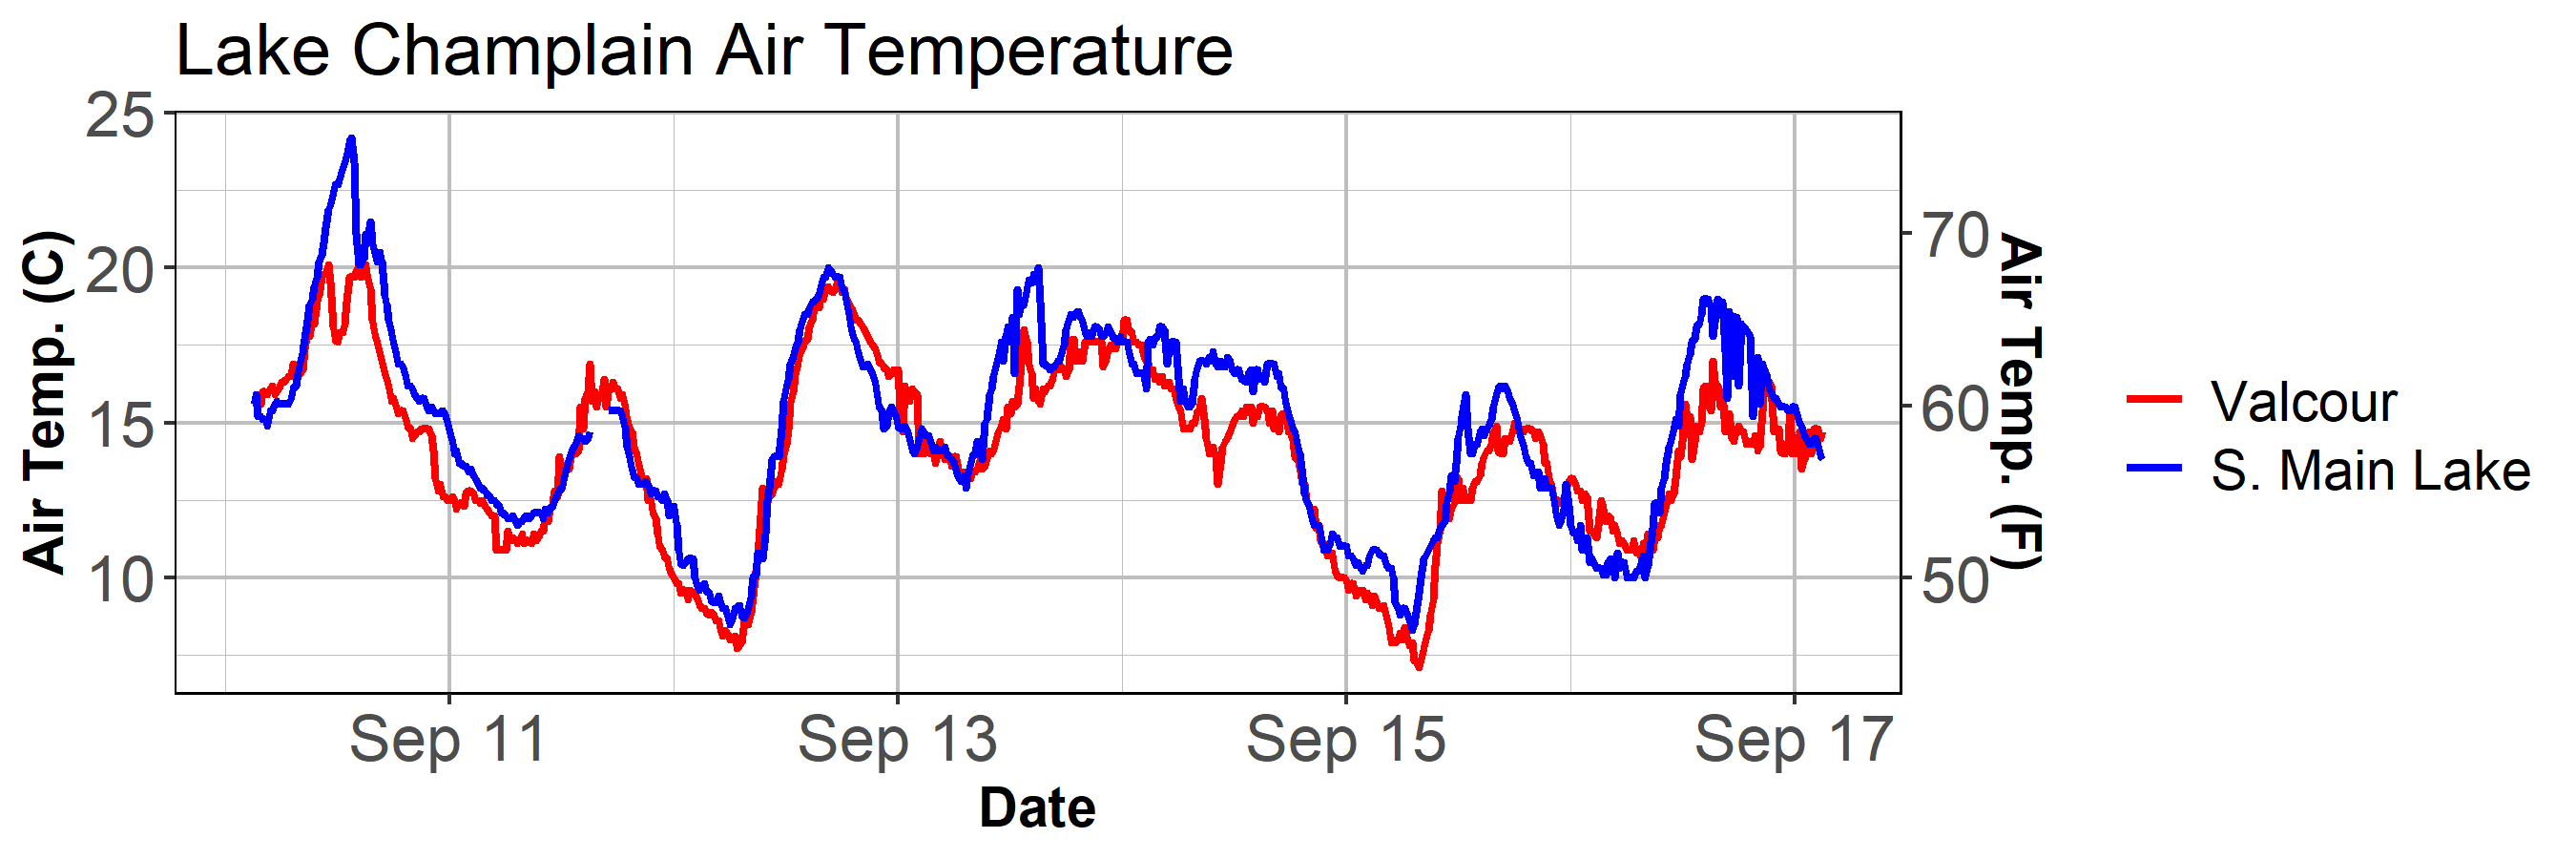 Lake Champlain Air Temperature
25
20
15
10
Air Temp. (C)
70
60
50
Air Temp. (F)
Sep 11
Sep 13
Sep 15
Sep 17
Date
Valcour
S. Main Lake